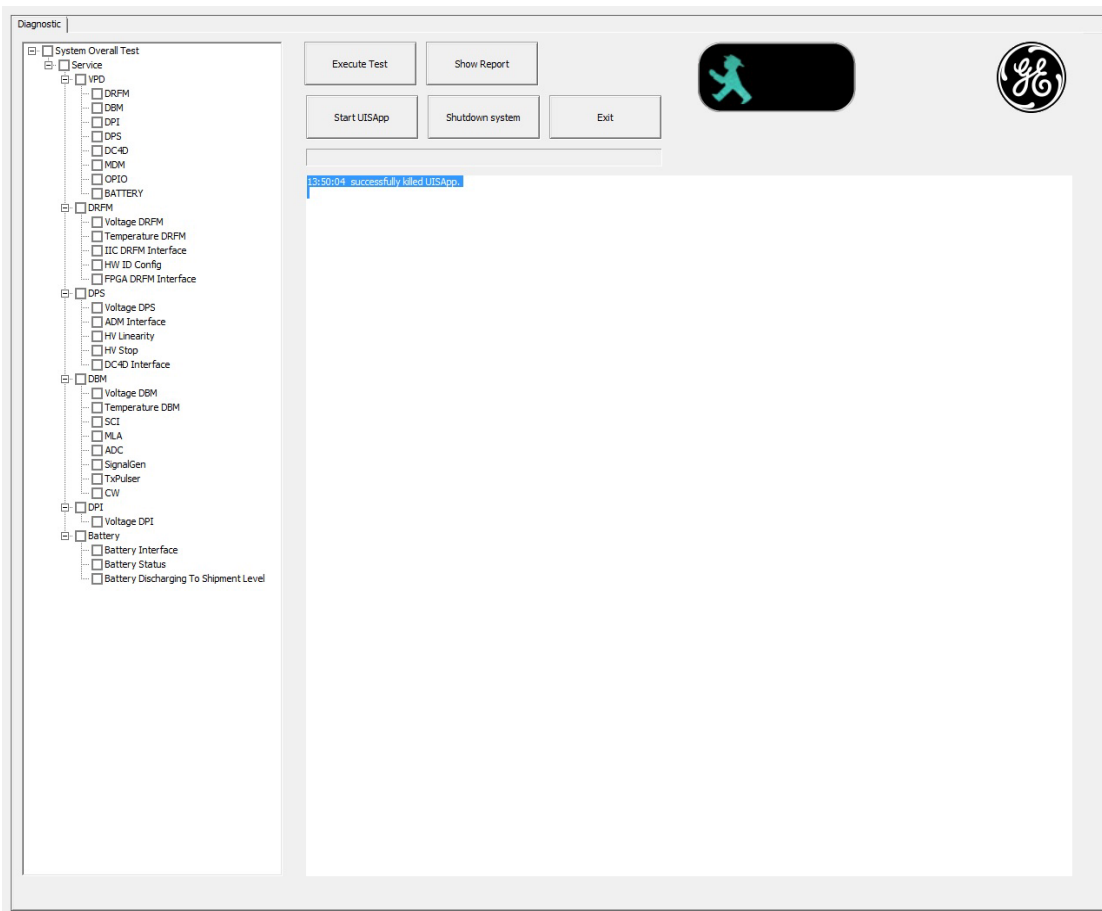 Diagnostic
System Overall Test
Service
VPD
DRFM
DBM
DPI
DPS
DC4D
MDM
OPIO
BATTERY
DRFM
Voltage DRFM
Temperature DRFM
IIC DRFM Interface
HW ID Config
FPGA DRFM Interface
DPS
Voltage DPS
ADM Interface
HV Linearity
HV Stop
DC4D Interface
DBM
Voltage DBM
Temperature DBM
SCI
MLA
ADC
SignalGen
TxPulser
CW
DPI
Voltage DPI
Battery
Battery Interface
Battery Status
Battery Discharging To Shipment Level
Execute Test
Show Report
Start UISApp
Shutdown system
Exit
13:50:04 successfully killed UISApp.
GE